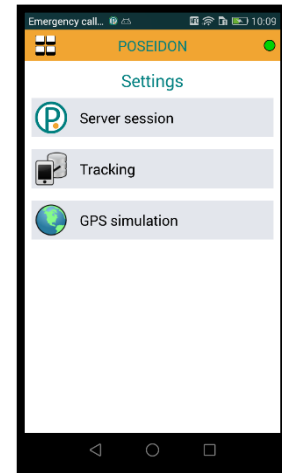 Emergency call... 10:09
POSEIDON
Settings
Server session
Tracking
GPS simulation